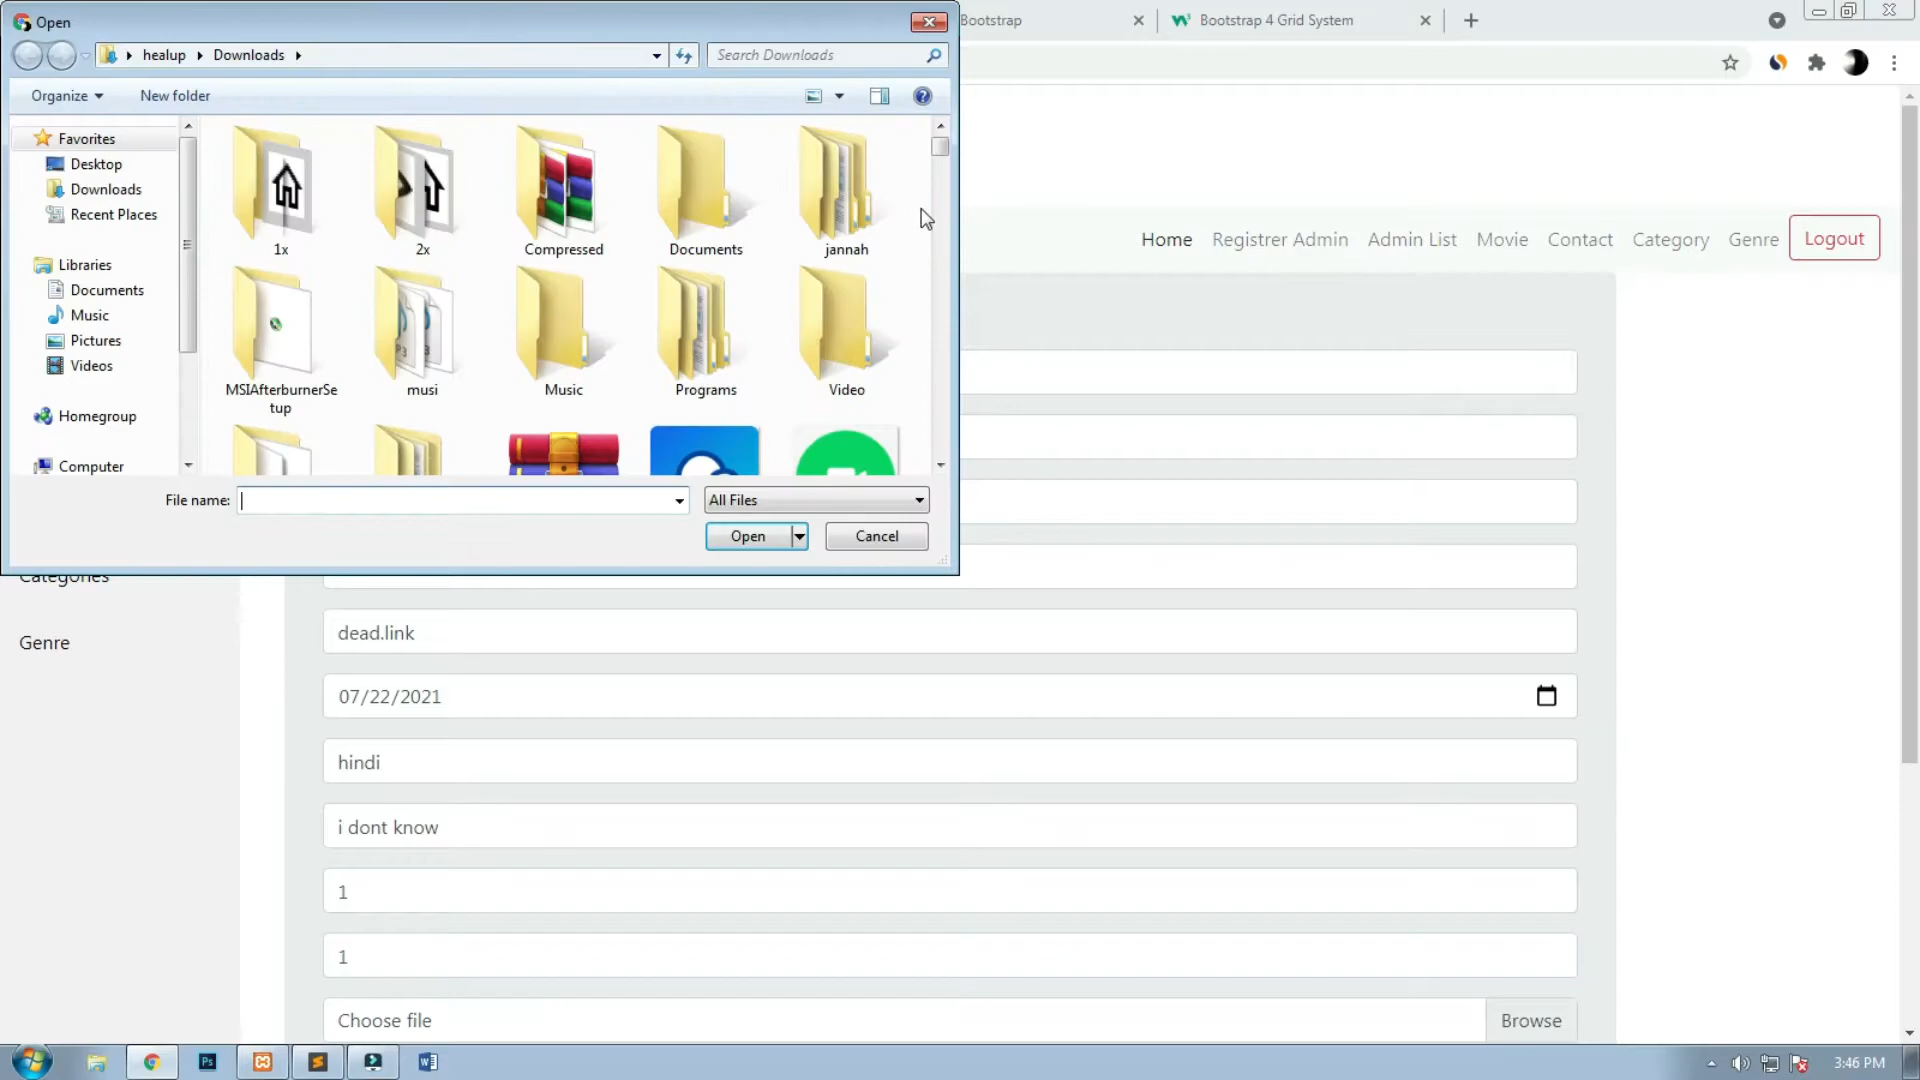 Open
Bootstrap
Bootstrap 4 Grid System
healup
Downloads
Search Downloads
Organize
New folder
Favorites
Desktop
Downloads
Recent Places
Libraries
Documents
Music
Pictures
Videos
Homegroup
Computer
1x
2x
Compressed
Documents
jannah
MSIAfterburnerSe
tup
musi
Music
Programs
Video
File name:
All Files
Open
Cancel
Home
Registrer Admin
Admin List
Movie
Contact
Category
Genre
Logout
Categories
Genre
dead.link
07/22/2021
hindi
i dont know
1
1
Choose file
Browse
Ps
3:46 PM